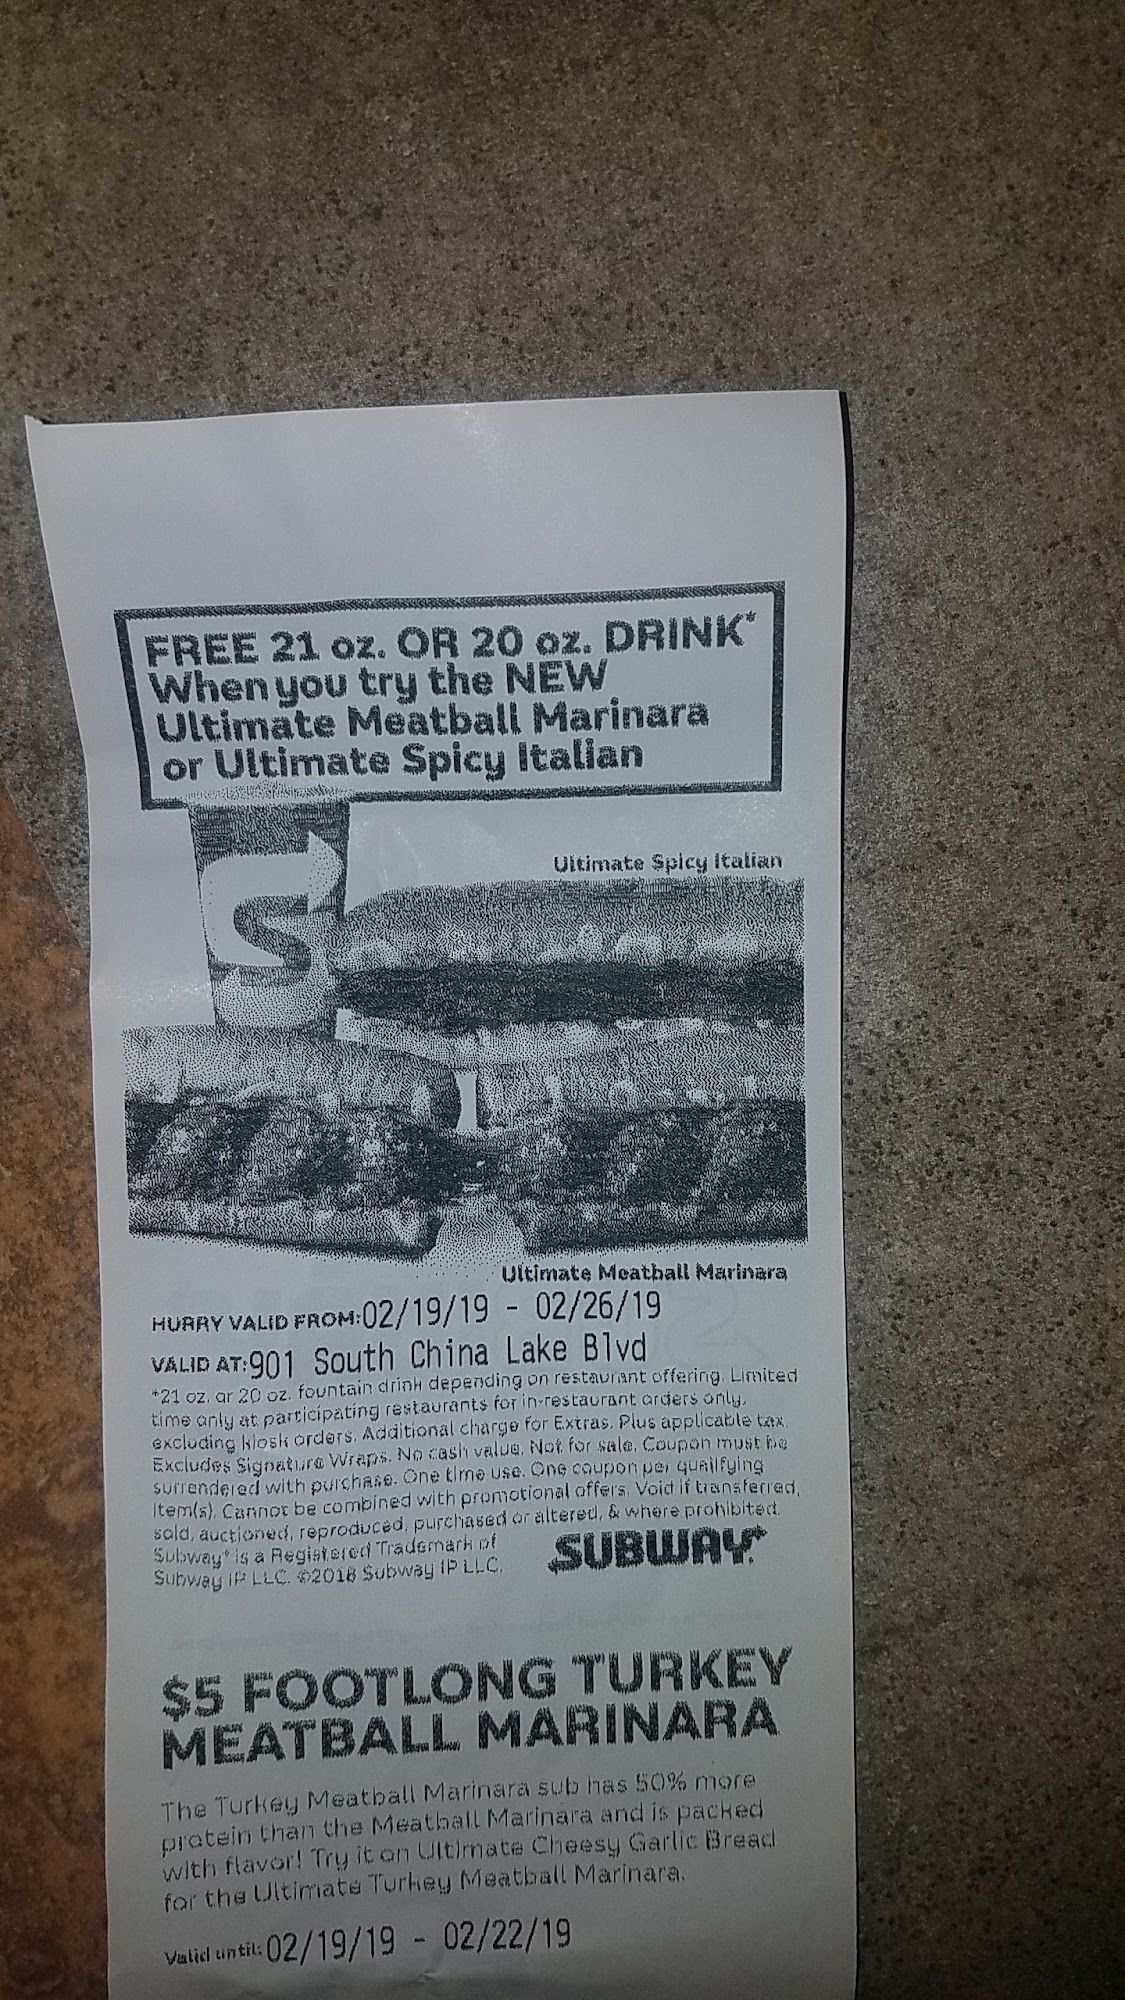 FREE 21 oz. OR 20 oz. DRINK*
When you try the NEW
Ultimate Meatball Marinara
or Ultimate Spicy Italian
Ultimate Spicy Italian
Ultimate Meatball Marinara
HURRY VALID FROM:02/19/19 - 02/26/19
VALID AT:901 South China Lake Blvd
*21 oz. or 20 oz. fountain drink depending on restaurant offering. Limited
time only at participating restaurants for in-restaurant orders only,
excluding kiosk orders. Additional charge for Extras. Plus applicable tax.
Excludes Signature Wraps. No cash value. Not for sale. Coupon must be
surrendered with purchase. One time use. One coupon per qualifying
item(s). Cannot be combined with promotional offers. Void if transferred,
sold, auctioned, reproduced, purchased or altered, & where prohibited.
Subway® is a Registered Trademark of
Subway IP LLC. ©2018 Subway IP LLC.
SUBWAY®
$5 FOOTLONG TURKEY
MEATBALL MARINARA
The Turkey Meatball Marinara sub has 50% more
protein than the Meatball Marinara and is packed
with flavor! Try it on Ultimate Cheesy Garlic Bread
for the Ultimate Turkey Meatball Marinara.
Valid until: 02/19/19 - 02/22/19